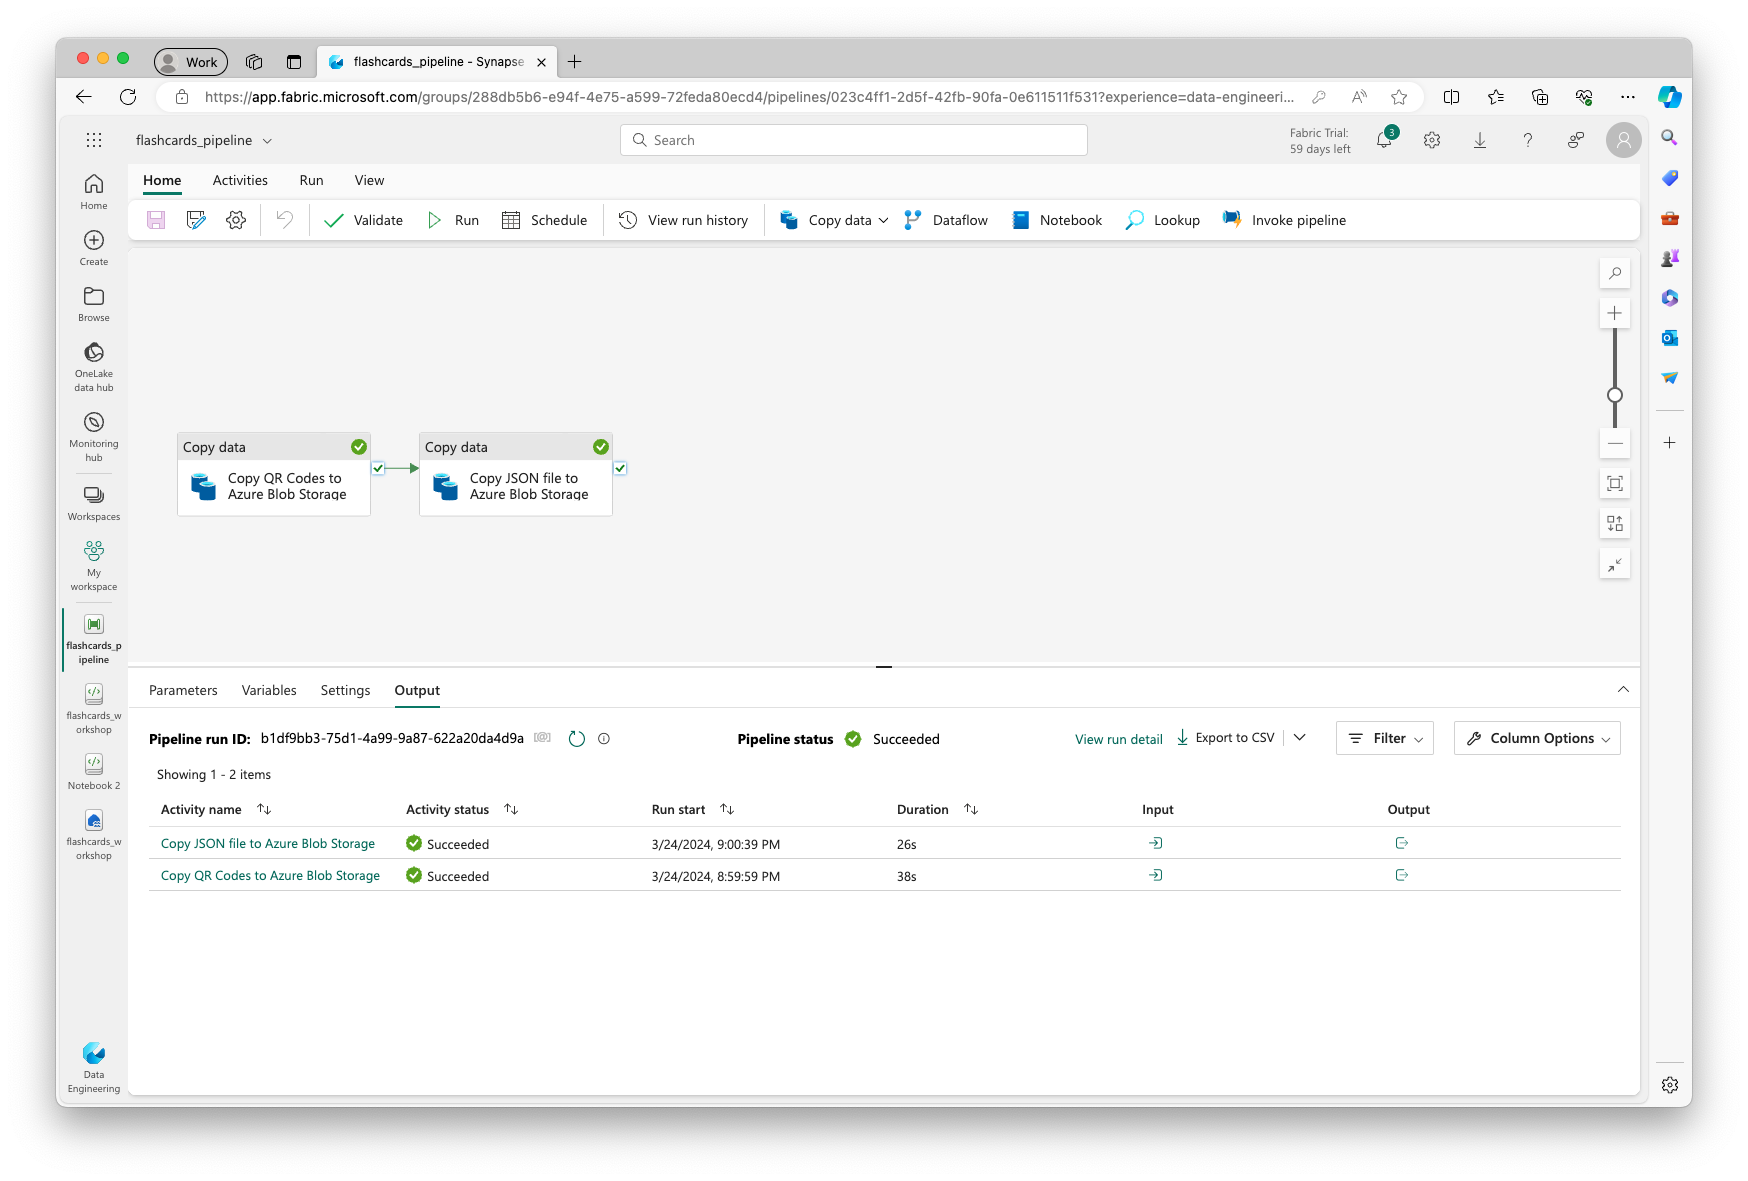 Work
flashcards_pipeline - Synapse
https://app.fabric.microsoft.com/groups/288db5b6-e94f-4e75-a599-72feda80ecd4/pipelines/023c4ff1-2d5f-42fb-90fa-0e611511f531?experience=data-engineeri...
flashcards_pipeline
Search
Fabric Trial:
59 days left
3
Home
Activities
Run
View
Validate
Run
Schedule
View run history
Copy data
Dataflow
Notebook
Lookup
Invoke pipeline
Home
Create
Browse
OneLake
data hub
Monitoring
hub
Workspaces
My
workspace
flashcards_p
ipeline
flashcards_w
orkshop
Notebook 2
flashcards_w
orkshop
Data
Engineering
Copy data
Copy QR Codes to
Azure Blob Storage
Copy data
Copy JSON file to
Azure Blob Storage
Parameters
Variables
Settings
Output
Pipeline run ID: b1df9bb3-75d1-4a99-9a87-622a20da4d9a
Pipeline status Succeeded
View run detail
Export to CSV
Filter
Column Options
Showing 1 - 2 items
Activity name Activity status Run start Duration Input Output
Copy JSON file to Azure Blob Storage Succeeded 3/24/2024, 9:00:39 PM 26s
Copy QR Codes to Azure Blob Storage Succeeded 3/24/2024, 8:59:59 PM 38s